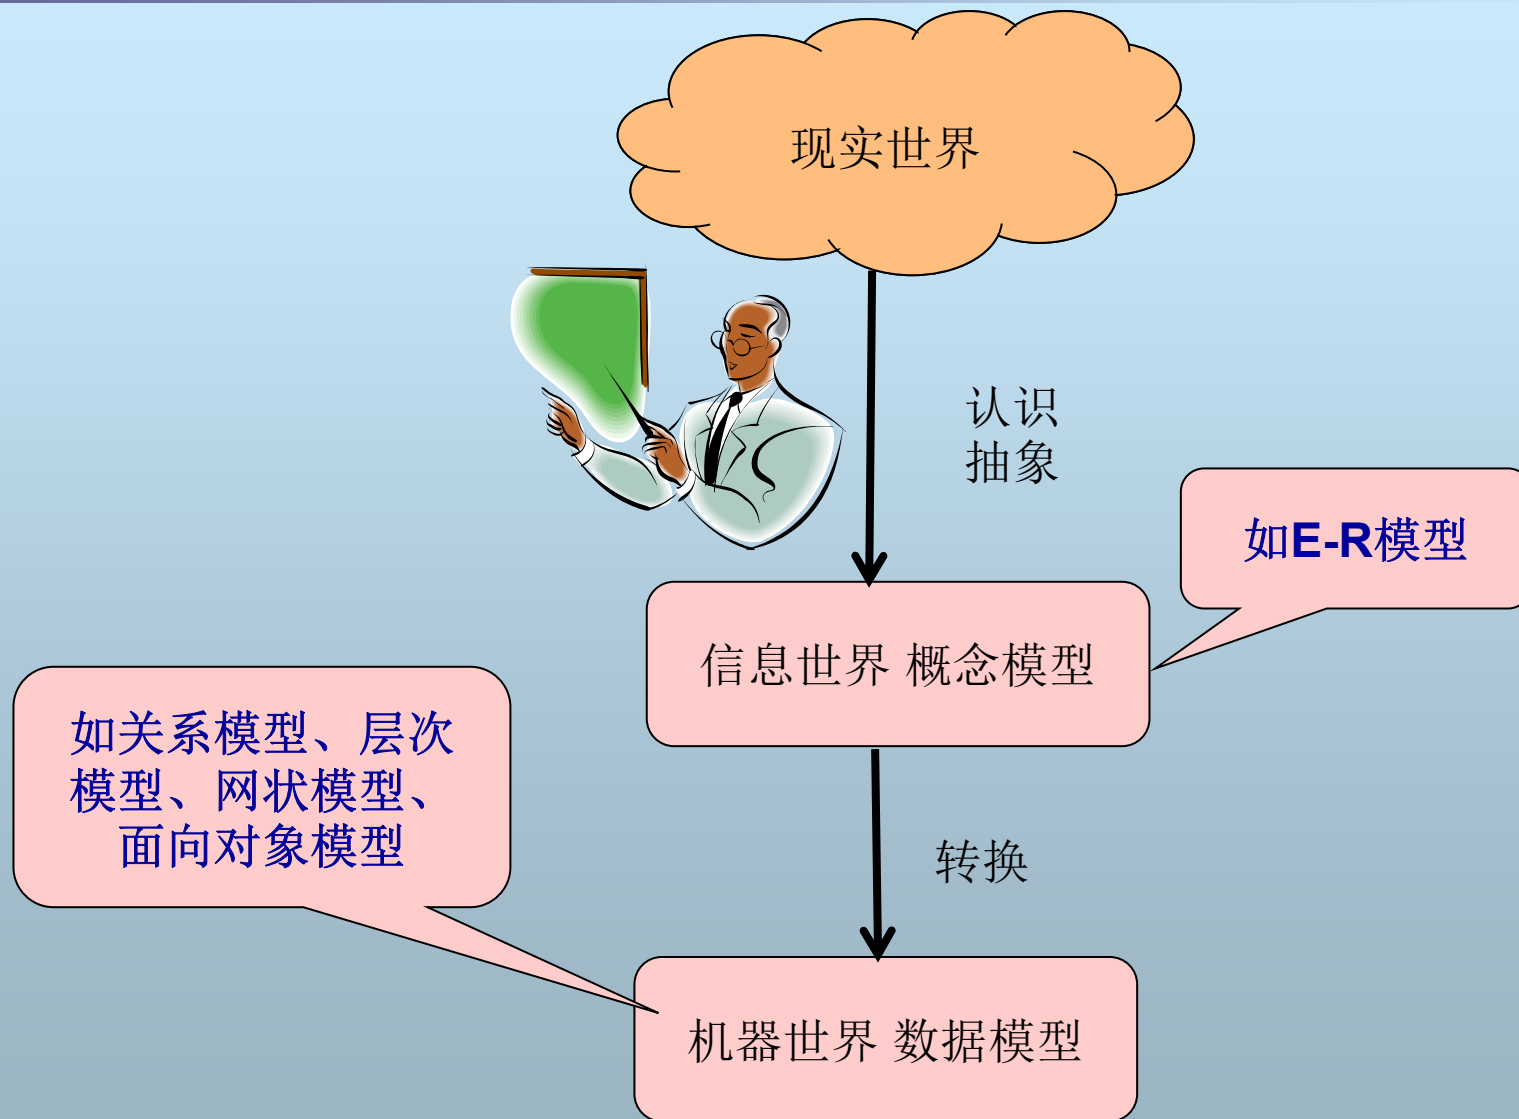 现实世界
认识
抽象
如E-R模型
信息世界 概念模型
如关系模型、层次
模型、网状模型、
面向对象模型
转换
机器世界 数据模型